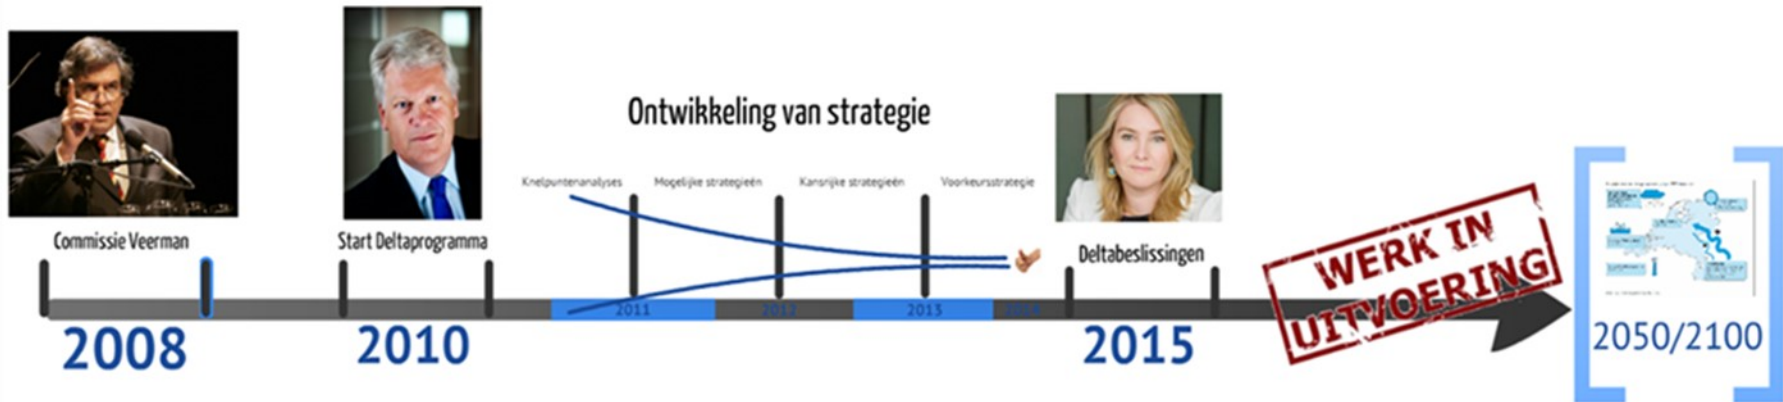 Ontwikkeling van strategie
Knelpuntenanalyses
Mogelijke strategieën
Kansrijke strategieën
Voorkeursstrategie
Commissie Veerman
Start Deltaprogramma
Deltabeslissingen
WERK IN
UITVOERING
2008
2010
2011
2012
2013
2014
2015
2050/2100